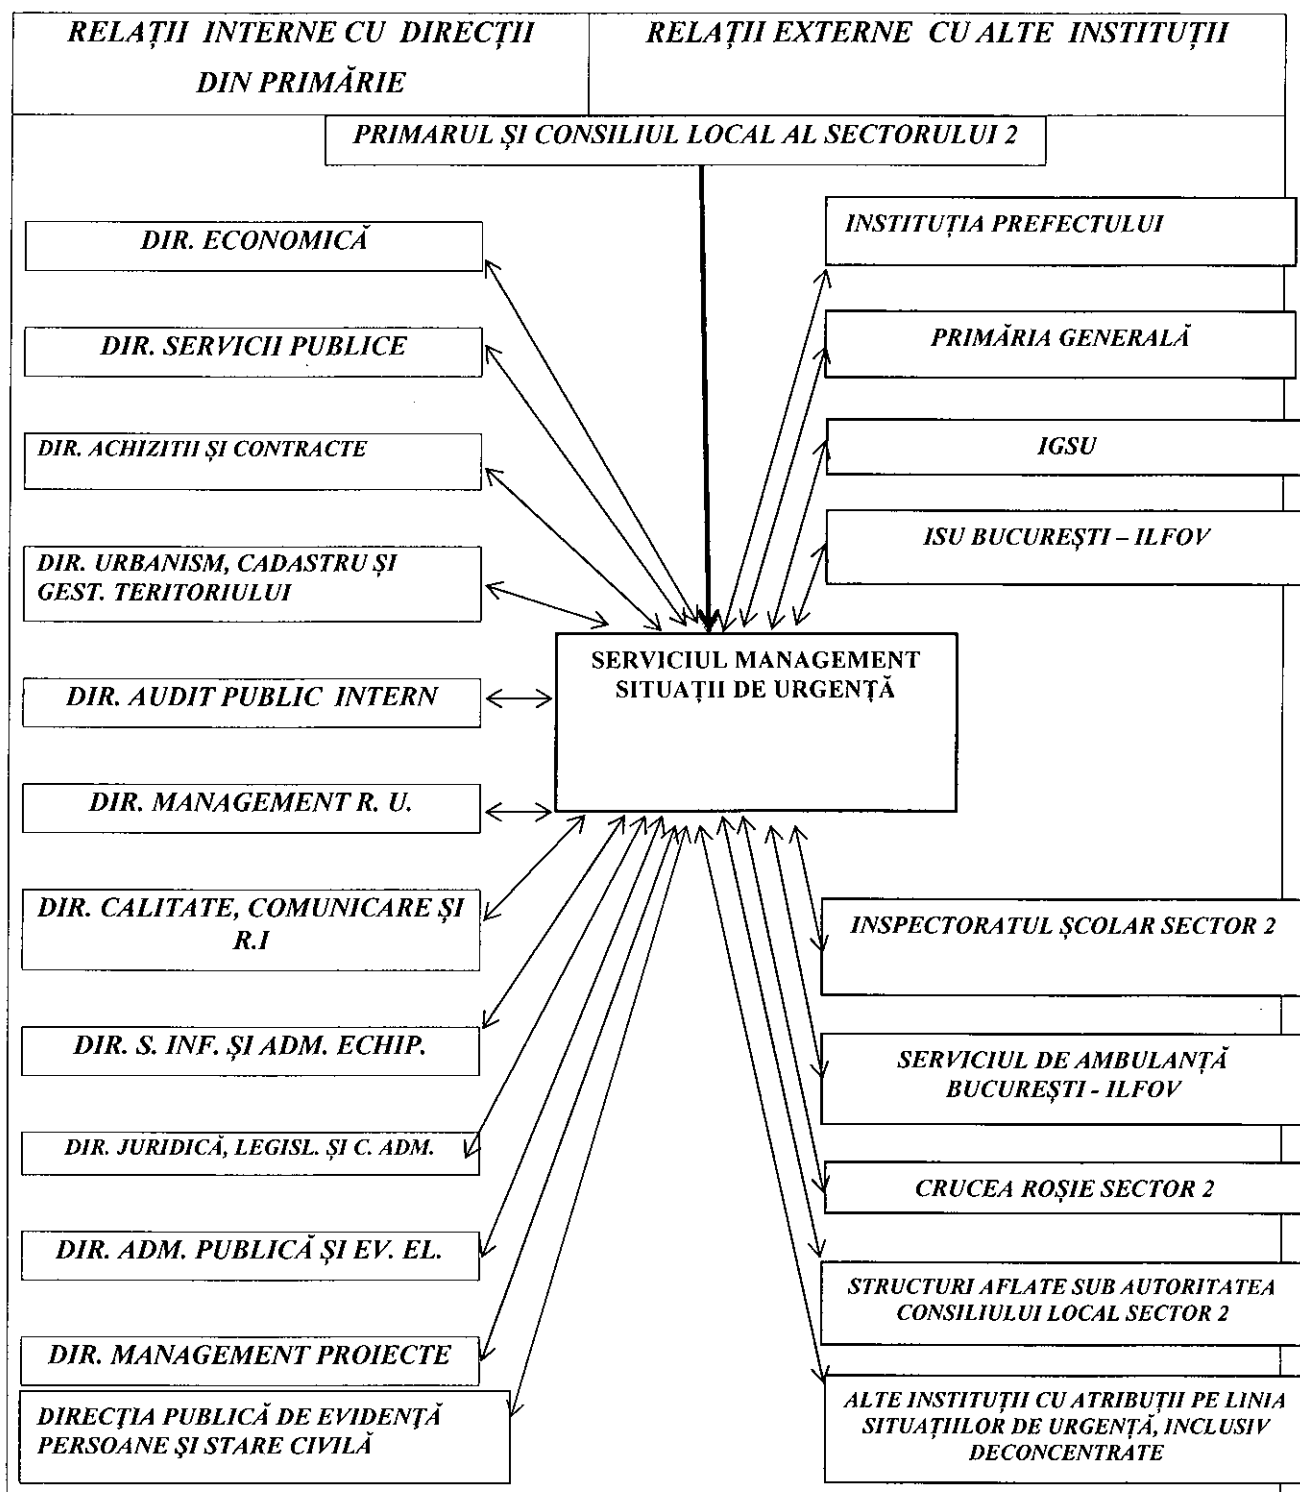 RELAȚII INTERNE CU DIRECȚII
DIN PRIMĂRIE
RELAȚII EXTERNE CU ALTE INSTITUȚII
PRIMARUL ȘI CONSILIUL LOCAL AL SECTORULUI 2
DIR. ECONOMICĂ
DIR. SERVICII PUBLICE
DIR. ACHIZITII ȘI CONTRACTE
DIR. URBANISM, CADASTRU ȘI
GEST. TERITORIULUI
DIR. AUDIT PUBLIC INTERN
DIR. MANAGEMENT R. U.
DIR. CALITATE, COMUNICARE ȘI
R.I
DIR. S. INF. ȘI ADM. ECHIP.
DIR. JURIDICĂ, LEGISL. ȘI C. ADM.
DIR. ADM. PUBLICĂ ȘI EV. EL.
DIR. MANAGEMENT PROIECTE
DIRECŢIA PUBLICĂ DE EVIDENŢĂ
PERSOANE ŞI STARE CIVILĂ
SERVICIUL MANAGEMENT
SITUAȚII DE URGENȚĂ
INSTITUȚIA PREFECTULUI
PRIMĂRIA GENERALĂ
IGSU
ISU BUCUREȘTI – ILFOV
INSPECTORATUL ȘCOLAR SECTOR 2
SERVICIUL DE AMBULANȚĂ
BUCUREȘTI - ILFOV
CRUCEA ROȘIE SECTOR 2
STRUCTURI AFLATE SUB AUTORITATEA
CONSILIULUI LOCAL SECTOR 2
ALTE INSTITUȚII CU ATRIBUȚII PE LINIA
SITUAȚIILOR DE URGENȚĂ, INCLUSIV
DECONCENTRATE